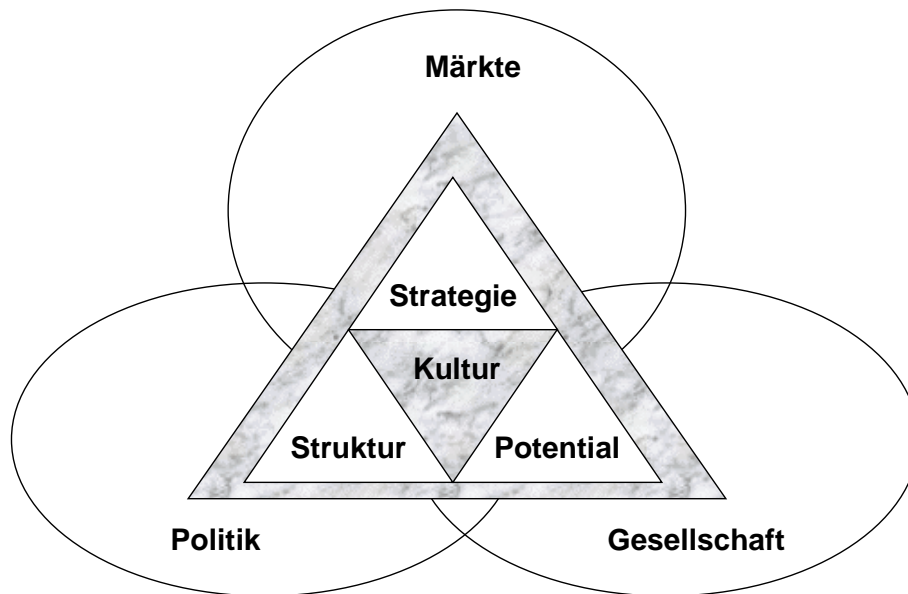 Märkte
Strategie
Kultur
Struktur
Potential
Politik
Gesellschaft